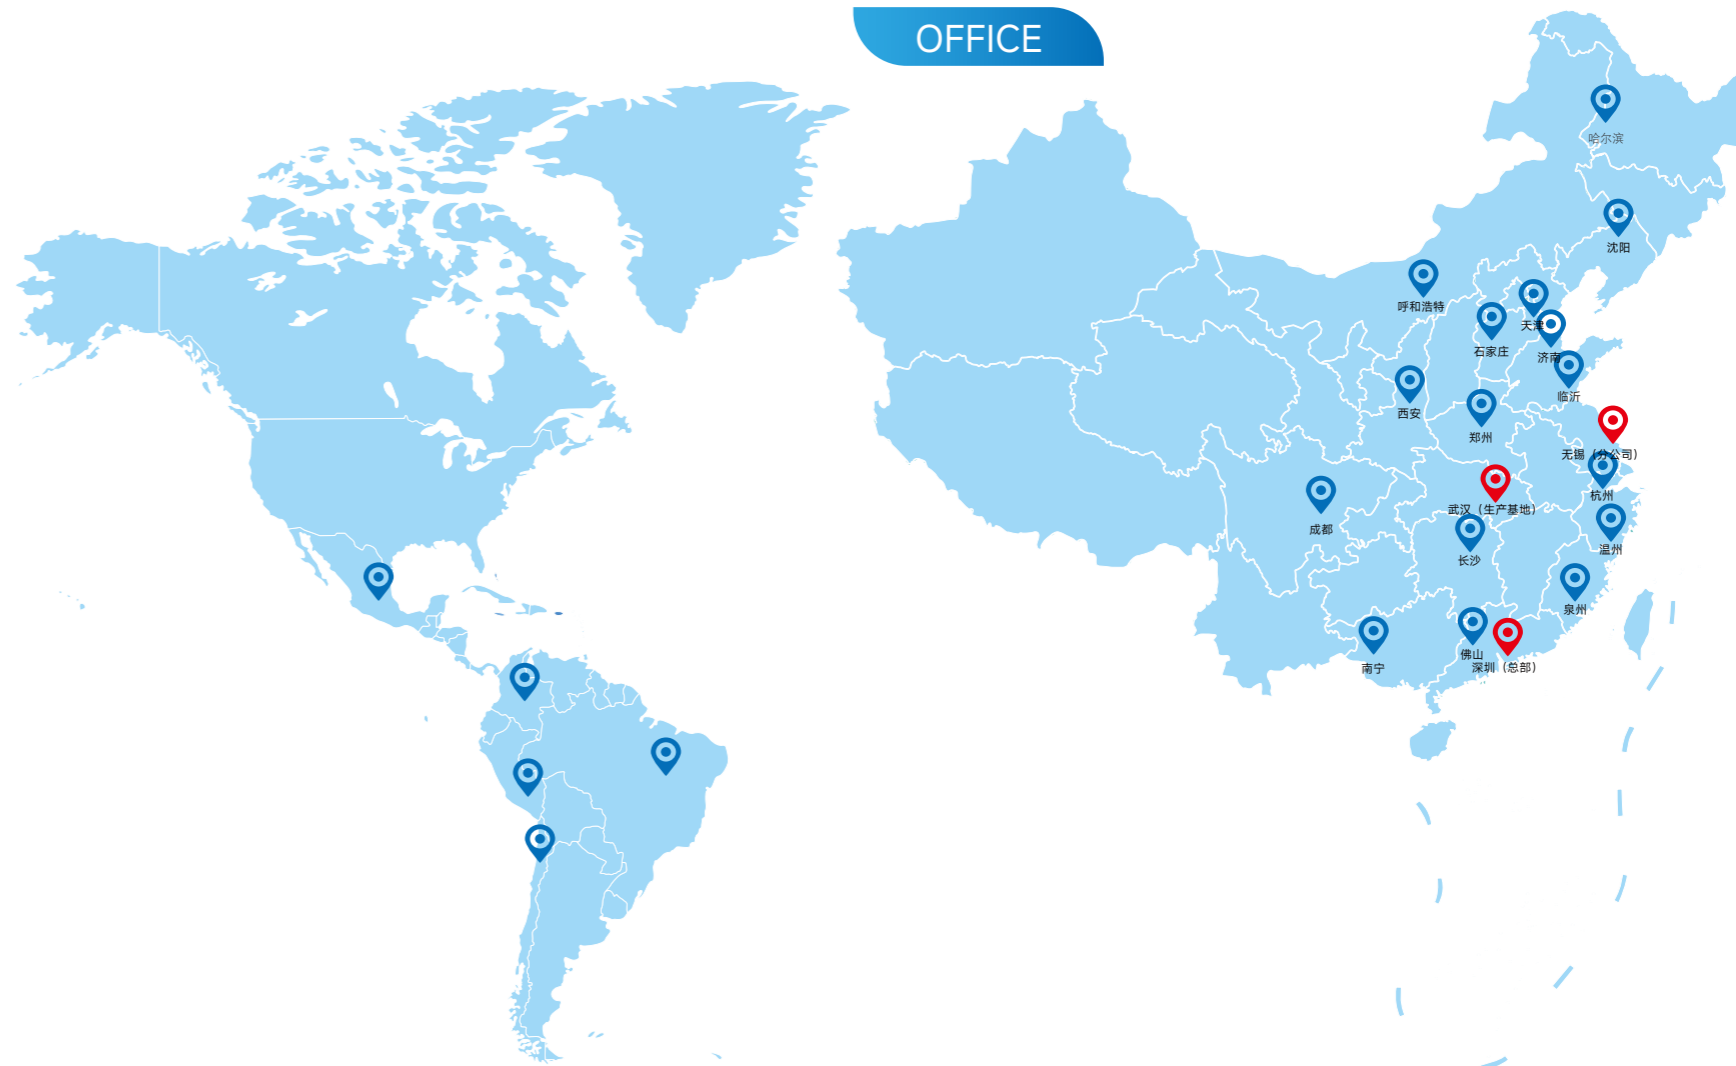 OFFICE
哈尔滨
沈阳
呼和浩特
天津
石家庄
济南
临沂
西安
郑州
无锡（分公司）
杭州
武汉（生产基地）
成都
温州
长沙
泉州
佛山
深圳（总部）
南宁